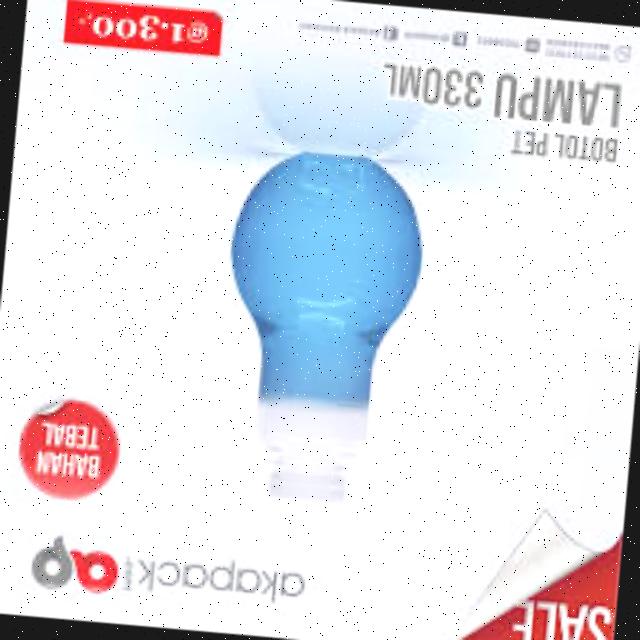 SALE
akapack
BAHAN
TEBAL
BOTOL PET
LAMPU 330ML
@1.300,-